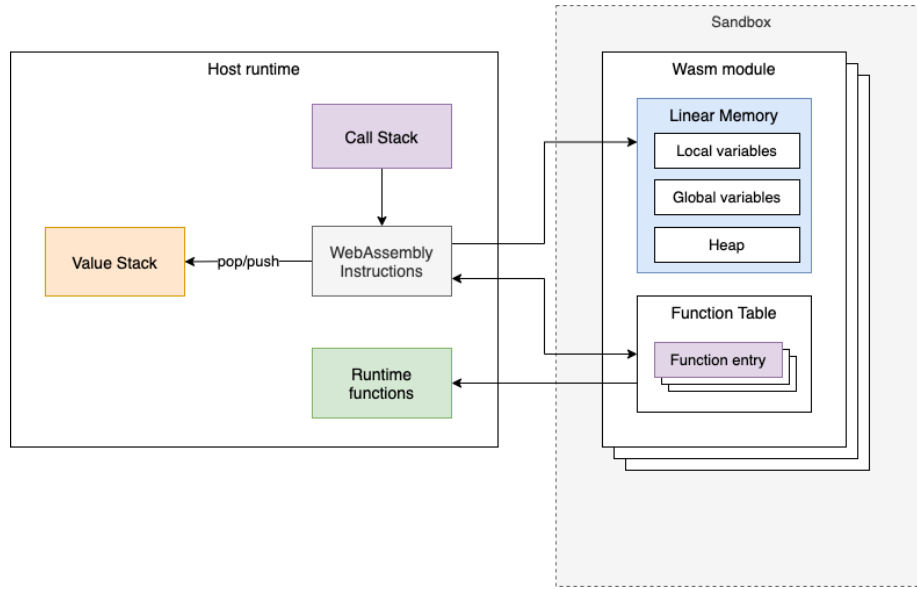 Sandbox
Host runtime
Wasm module
Call Stack
Linear Memory
Local variables
Global variables
Heap
Value Stack
pop/push
WebAssembly
Instructions
Function Table
Function entry
Runtime
functions